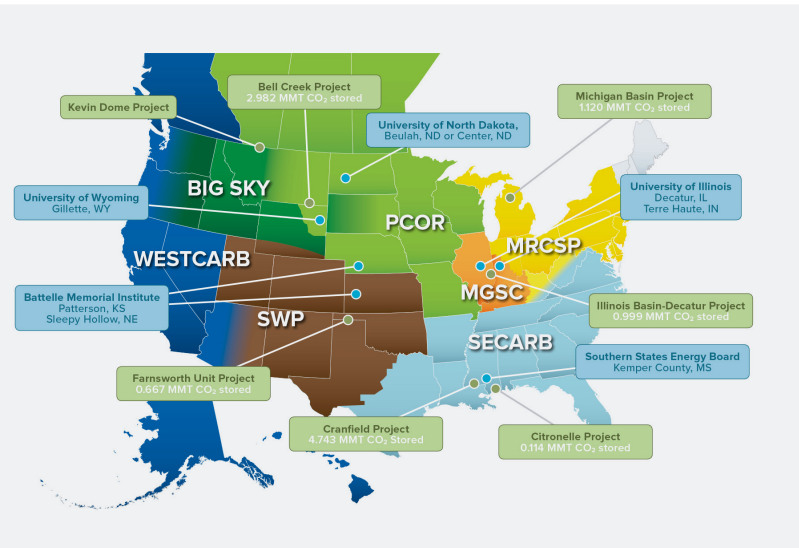 Bell Creek Project
2.982 MMT CO₂ stored
Michigan Basin Project
1.120 MMT CO₂ stored
Kevin Dome Project
University of North Dakota,
Beulah, ND or Center, ND
BIG SKY
University of Wyoming
Gillette, WY
University of Illinois
Decatur, IL
Terre Haute, IN
PCOR
MRCSP
WESTCARB
MGSC
Battelle Memorial Institute
Patterson, KS
Sleepy Hollow, NE
Illinois Basin-Decatur Project
0.999 MMT CO₂ stored
SWP
SECARB
Southern States Energy Board
Kemper County, MS
Farnsworth Unit Project
0.667 MMT CO₂ stored
Cranfield Project
4.743 MMT CO₂ Stored
Citronelle Project
0.114 MMT CO₂ stored